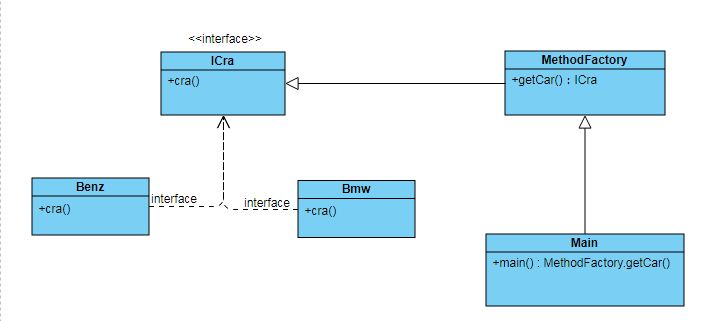 <<interface>>
ICra
+cra()
MethodFactory
+getCar() : ICra
Benz
+cra()
interface
interface
Bmw
+cra()
Main
+main() : MethodFactory.getCar()